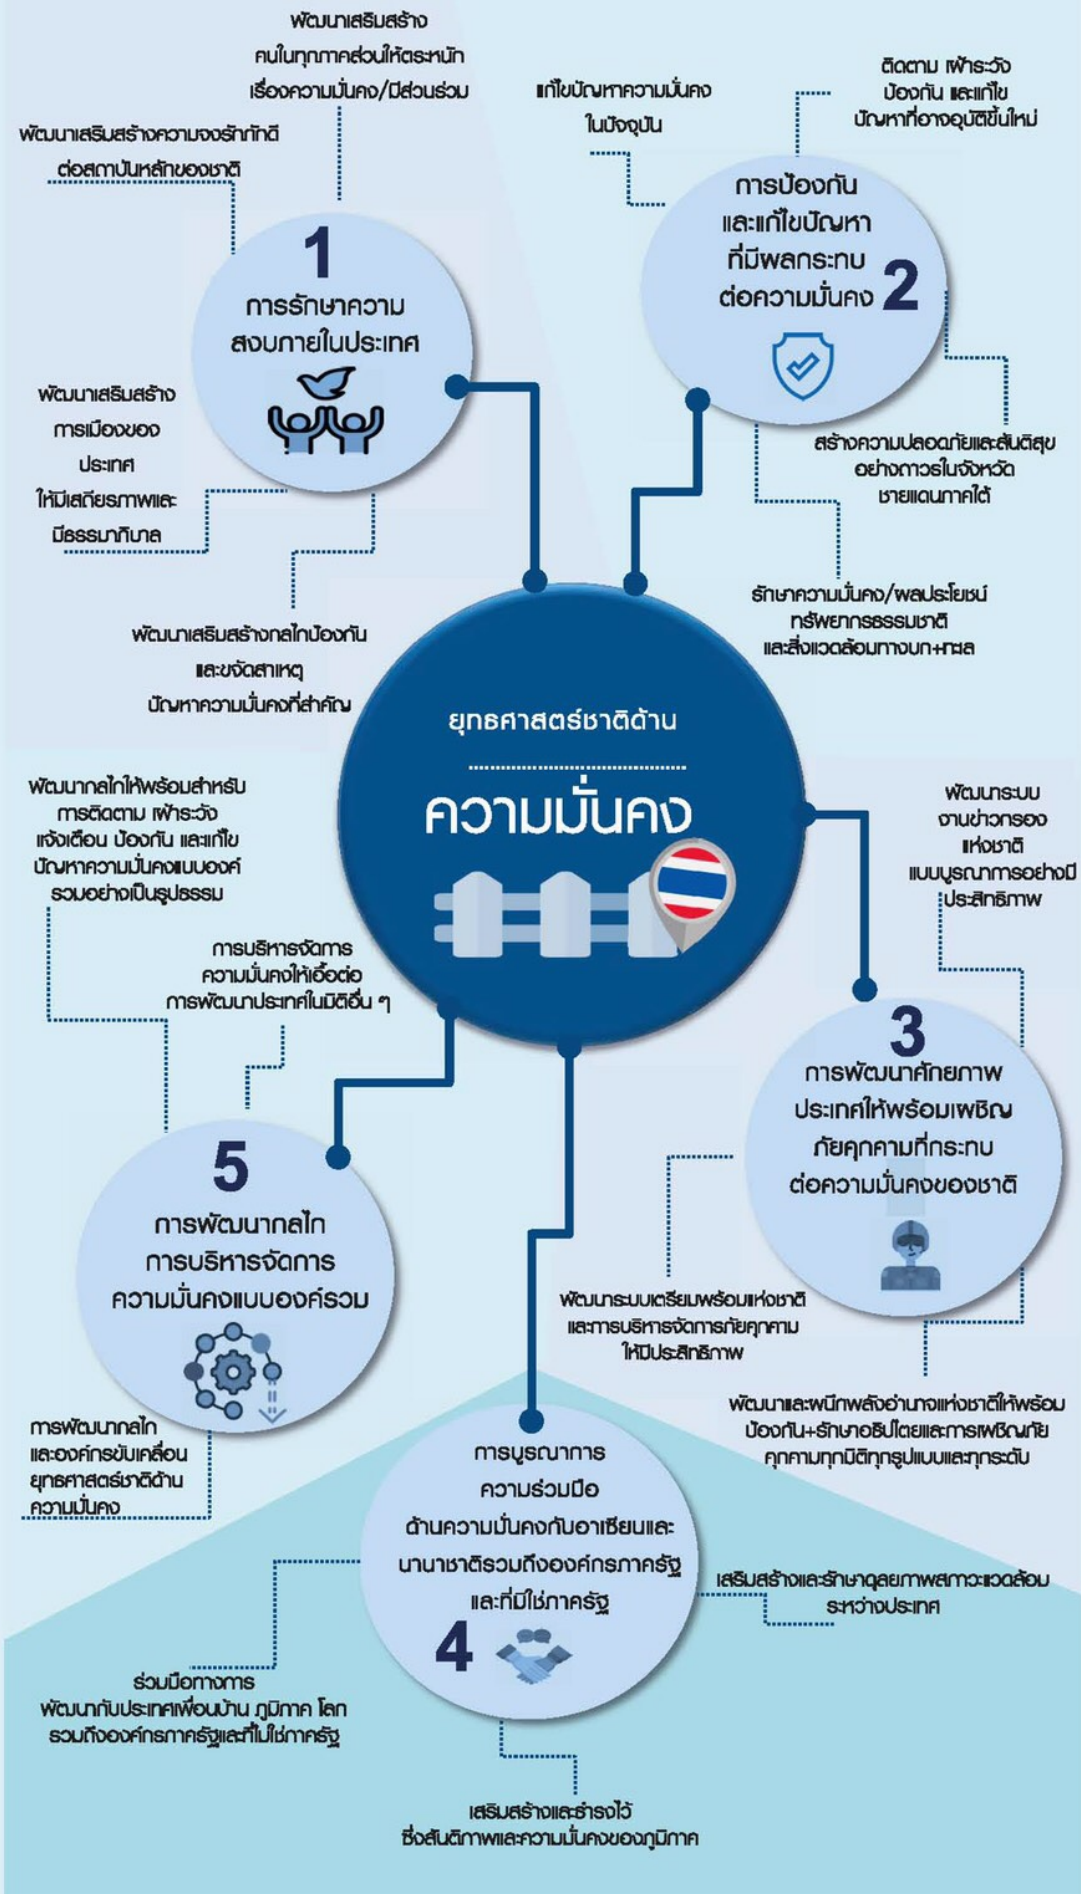 พัฒนาเสริมสร้าง
คนในทุกภาคส่วนให้ตระหนัก
เรื่องความมั่นคง/มีส่วนร่วม
พัฒนาเสริมสร้างความจงรักภักดี
ต่อสถาบันหลักของชาติ
1
การรักษาความ
สงบภายในประเทศ
พัฒนาเสริมสร้าง
การเมืองของ
ประเทศ
ให้มีเสถียรภาพและ
มีธรรมาภิบาล
พัฒนาเสริมสร้างกลไกป้องกัน
และขจัดสาเหตุ
ปัญหาความมั่นคงที่สำคัญ
แก้ไขปัญหาความมั่นคง
ในปัจจุบัน
ติดตาม เฝ้าระวัง
ป้องกัน และแก้ไข
ปัญหาที่อาจอุบัติขึ้นใหม่
การป้องกัน
และแก้ไขปัญหา
ที่มีผลกระทบ
ต่อความมั่นคง 2
สร้างความปลอดภัยและสันติสุข
อย่างถาวรในจังหวัด
ชายแดนภาคใต้
รักษาความมั่นคง/ผลประโยชน์
ทรัพยากรธรรมชาติ
และสิ่งแวดล้อมทางบก+ทะเล
ยุทธศาสตร์ชาติด้าน
ความมั่นคง
พัฒนาระบบ
งานข่าวกรอง
แห่งชาติ
แบบบูรณาการอย่างมี
ประสิทธิภาพ
3
การพัฒนาศักยภาพ
ประเทศให้พร้อมเผชิญ
ภัยคุกคามที่กระทบ
ต่อความมั่นคงของชาติ
พัฒนาระบบเตรียมพร้อมแห่งชาติ
และการบริหารจัดการภัยคุกคาม
ให้มีประสิทธิภาพ
พัฒนาและผนึกพลังอำนาจแห่งชาติให้พร้อม
ป้องกัน+รักษาอธิปไตยและการเผชิญภัย
คุกคามทุกมิติทุกรูปแบบและทุกระดับ
พัฒนากลไกให้พร้อมสำหรับ
การติดตาม เฝ้าระวัง
แจ้งเตือน ป้องกัน และแก้ไข
ปัญหาความมั่นคงแบบองค์
รวมอย่างเป็นรูปธรรม
การบริหารจัดการ
ความมั่นคงให้เอื้อต่อ
การพัฒนาประเทศในมิติอื่น ๆ
5
การพัฒนากลไก
การบริหารจัดการ
ความมั่นคงแบบองค์รวม
การพัฒนากลไก
และองค์กรขับเคลื่อน
ยุทธศาสตร์ชาติด้าน
ความมั่นคง
การบูรณาการ
ความร่วมมือ
ด้านความมั่นคงกับอาเซียนและ
นานาชาติรวมถึงองค์กรภาครัฐ
และที่มิใช่ภาครัฐ
4
เสริมสร้างและรักษาดุลยภาพสภาวะแวดล้อม
ระหว่างประเทศ
ร่วมมือทางการ
พัฒนากับประเทศเพื่อนบ้าน ภูมิภาค โลก
รวมถึงองค์กรภาครัฐและที่ไม่ใช่ภาครัฐ
เสริมสร้างและธำรงไว้
ซึ่งสันติภาพและความมั่นคงของภูมิภาค